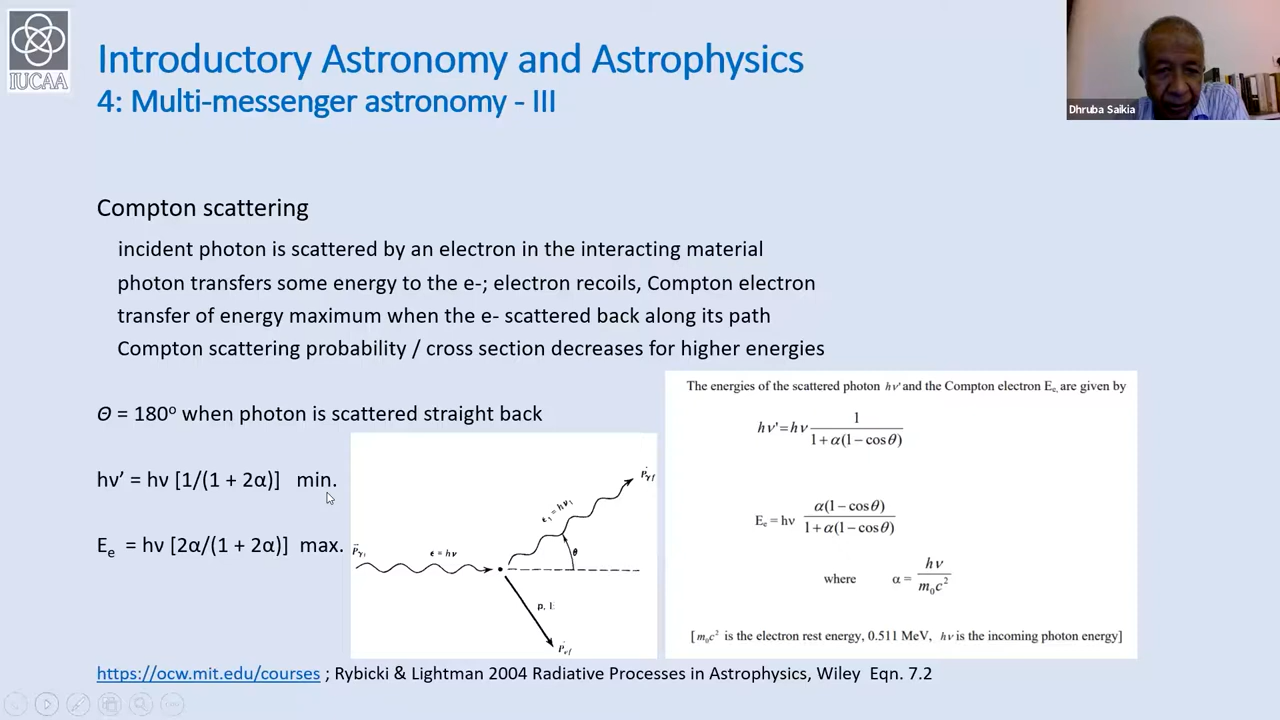 IUCAA
Introductory Astronomy and Astrophysics
4: Multi-messenger astronomy - III
Dhruba Saikia
Compton scattering
incident photon is scattered by an electron in the interacting material
photon transfers some energy to the e-; electron recoils, Compton electron
transfer of energy maximum when the e- scattered back along its path
Compton scattering probability / cross section decreases for higher energies
Θ = 180° when photon is scattered straight back
hν’ = hν [1/(1 + 2α)] min.
Eₑ = hν [2α/(1 + 2α)] max.
ε₁ = hν₁
ε = hν
θ
p, E
The energies of the scattered photon hν' and the Compton electron Eₑ, are given by
hν' = hν 1 / 1+α(1−cosθ)
Eₑ = hν α(1−cosθ) / 1+α(1−cosθ)
where α = hν / m₀c²
[m₀c² is the electron rest energy, 0.511 MeV, hν is the incoming photon energy]
https://ocw.mit.edu/courses ; Rybicki & Lightman 2004 Radiative Processes in Astrophysics, Wiley Eqn. 7.2